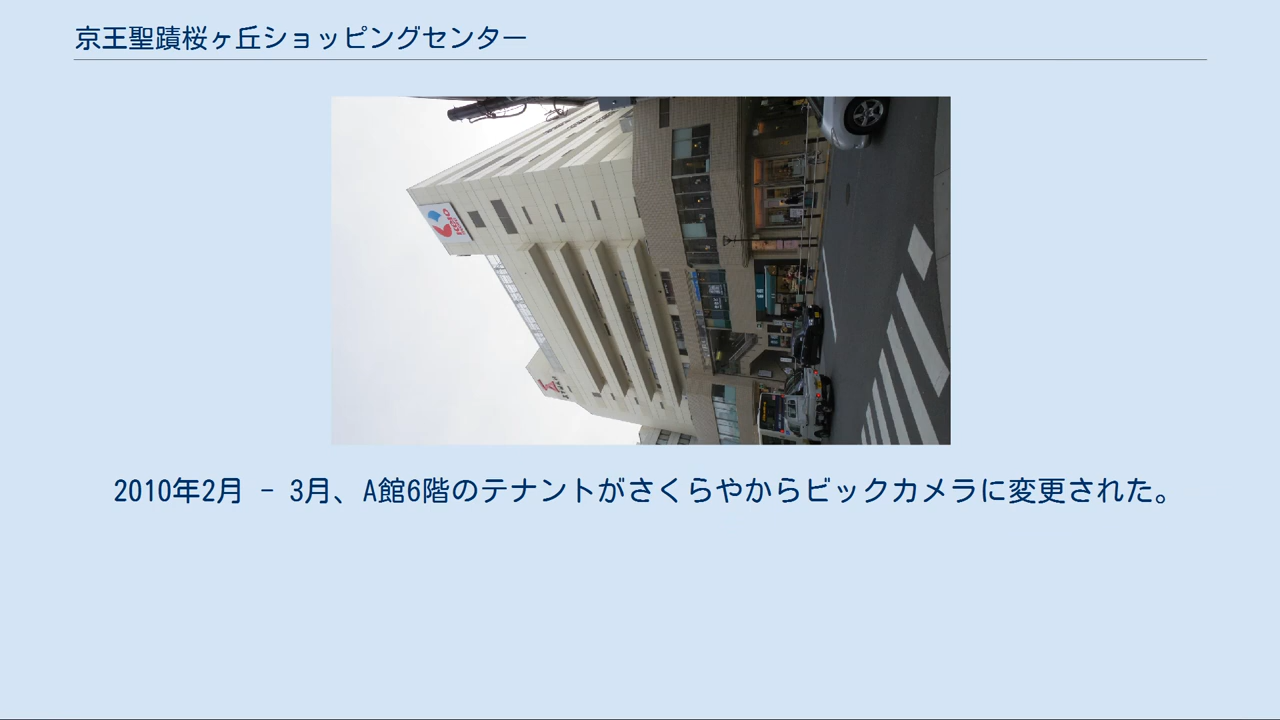 京王聖蹟桜ヶ丘ショッピングセンター
2010年2月 - 3月、A館6階のテナントがさくらやからビックカメラに変更された。